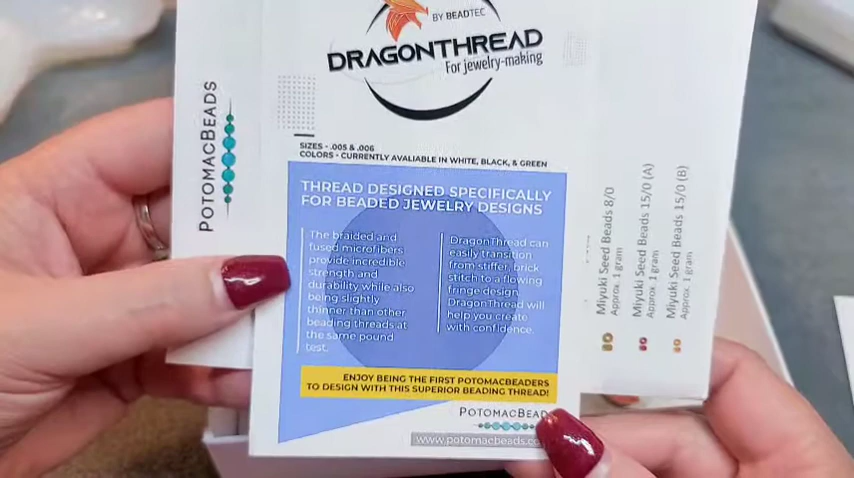 BY BEADTEC
DRAGONTHREAD
For jewelry-making
SIZES - .005 & .006
COLORS - CURRENTLY AVALIABLE IN WHITE, BLACK, & GREEN
THREAD DESIGNED SPECIFICALLY
FOR BEADED JEWELRY DESIGNS
The braided and
fused microfibers
provide incredible
strength and
durability while also
being slightly
thinner than other
beading threads at
the same pound
test.
DragonThread can
easily transition
from stiffer, brick
stitch to a flowing
fringe design.
DragonThread will
help you create
with confidence.
ENJOY BEING THE FIRST POTOMACBEADERS
TO DESIGN WITH THIS SUPERIOR BEADING THREAD!
POTOMACBEAD
www.potomacbeads.co
POTOMACBEADS
Miyuki Seed Beads 8/0
Approx. 1 gram
Miyuki Seed Beads 15/0 (A)
Approx. 1 gram
Miyuki Seed Beads 15/0 (B)
Approx. 1 gram